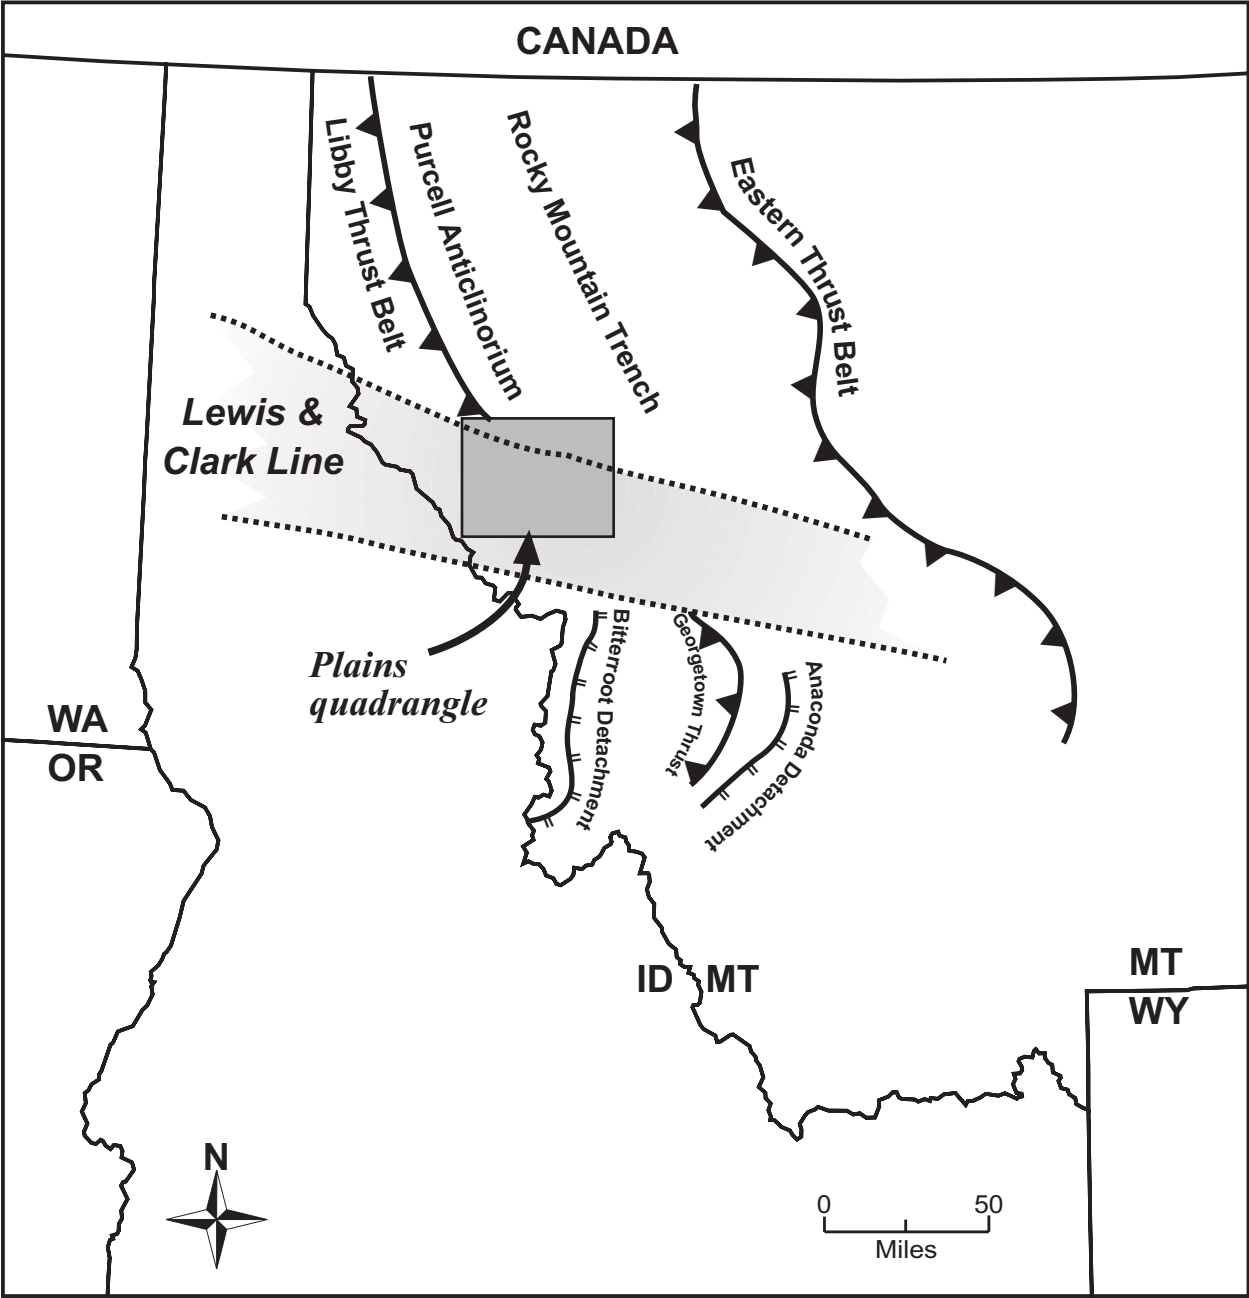 CANADA
Libby Thrust Belt
Purcell Anticlinorium
Rocky Mountain Trench
Eastern Thrust Belt
Lewis &
Clark Line
Plains
quadrangle
Bitterroot Detachment
Georgetown Thrust
Anaconda Detachment
WA
OR
ID
MT
MT
WY
N
0
50
Miles